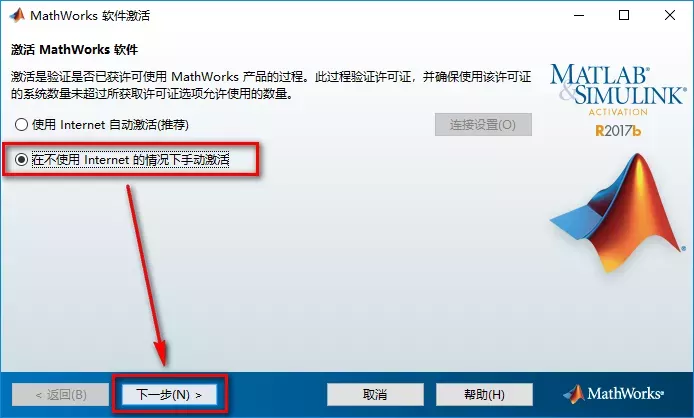 MathWorks 软件激活
激活 MathWorks 软件
激活是验证是否已获许可使用 MathWorks 产品的过程。此过程验证许可证，并确保使用该许可证
的系统数量未超过所获取许可证选项允许使用的数量。
使用 Internet 自动激活(推荐)
连接设置(O)
在不使用 Internet 的情况下手动激活
MATLAB®
&SIMULINK®
ACTIVATION
R2017b
< 返回(B)
下一步(N) >
取消
帮助(H)
MathWorks®